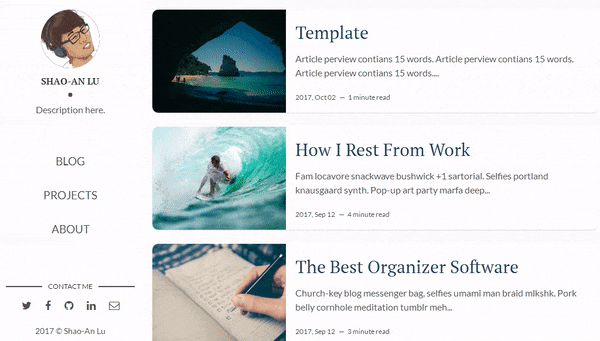 SHAO-AN LU
Description here.
BLOG
PROJECTS
ABOUT
CONTACT ME
2017 © Shao-An Lu
Template
Article perview contians 15 words. Article perview contians 15 words.
Article perview contians 15 words....
2017, Oct 02 — 1 minute read
How I Rest From Work
Fam locavore snackwave bushwick +1 sartorial. Selfies portland
knausgaard synth. Pop-up art party marfa deep...
2017, Sep 12 — 4 minute read
The Best Organizer Software
Church-key blog messenger bag, selfies umami man braid mlkshk. Pork
belly cornhole meditation tumblr meh...
2017, Sep 12 — 3 minute read